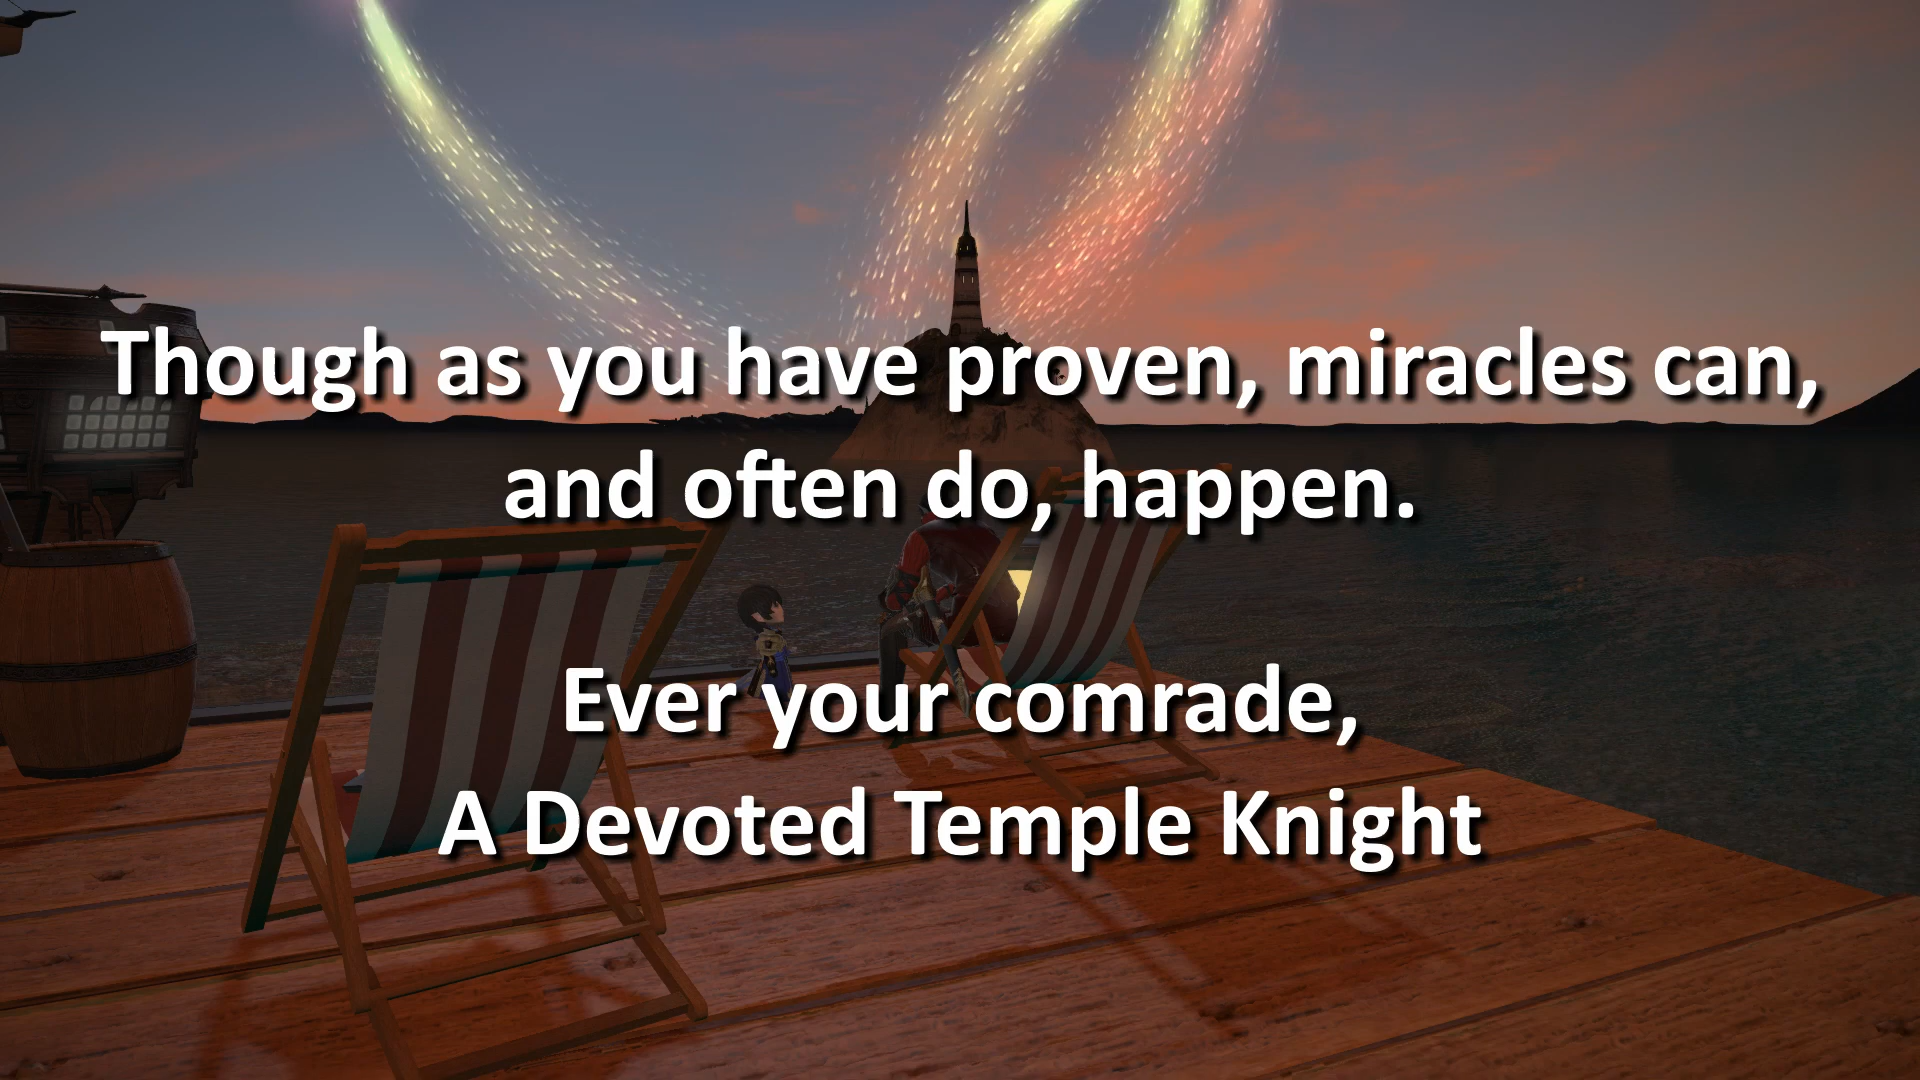 Though as you have proven, miracles can,
and often do, happen.
Ever your comrade,
A Devoted Temple Knight